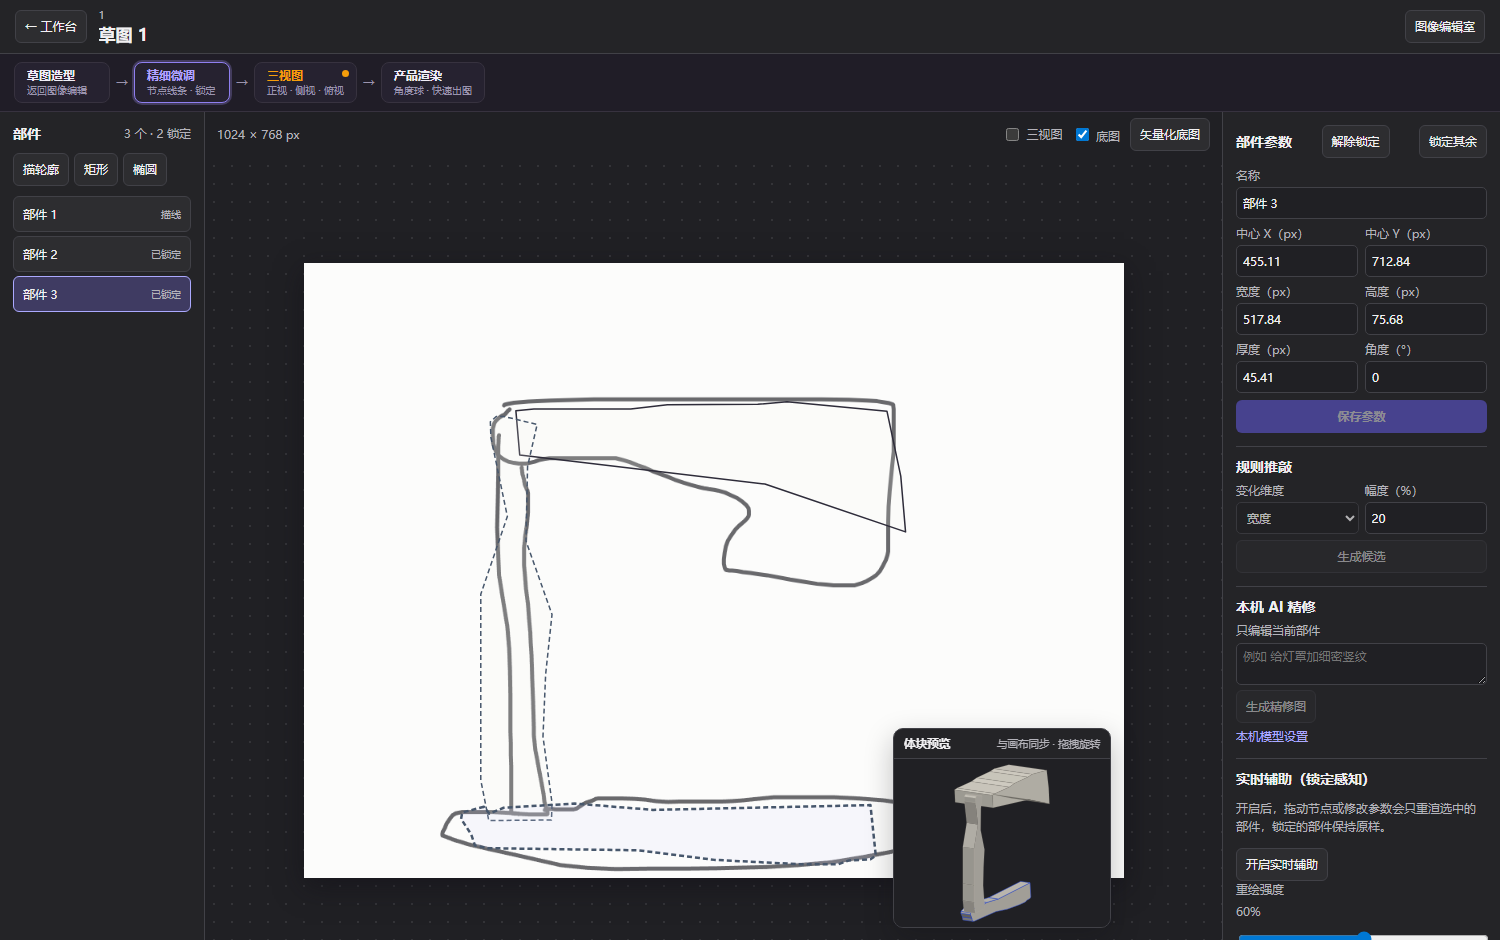 ← 工作台
1
草图 1
图像编辑室
草图造型
返回图像编辑
→
精细微调
节点线条 · 锁定
→
三视图
正视 · 侧视 · 俯视
→
产品渲染
角度球 · 快速出图
部件
3 个 · 2 锁定
描轮廓
矩形
椭圆
部件 1
描线
部件 2
已锁定
部件 3
已锁定
1024 × 768 px
三视图
底图
矢量化底图
体块预览
与画布同步 · 拖拽旋转
部件参数
解除锁定
锁定其余
名称
部件 3
中心 X（px）
中心 Y（px）
455.11
712.84
宽度（px）
高度（px）
517.84
75.68
厚度（px）
角度（°）
45.41
0
保存参数
规则推敲
变化维度
幅度（%）
宽度
20
生成候选
本机 AI 精修
只编辑当前部件
例如 给灯罩加细密竖纹
生成精修图
本机模型设置
实时辅助（锁定感知）
开启后，拖动节点或修改参数会只重渲选中的
部件，锁定的部件保持原样。
开启实时辅助
重绘强度
60%